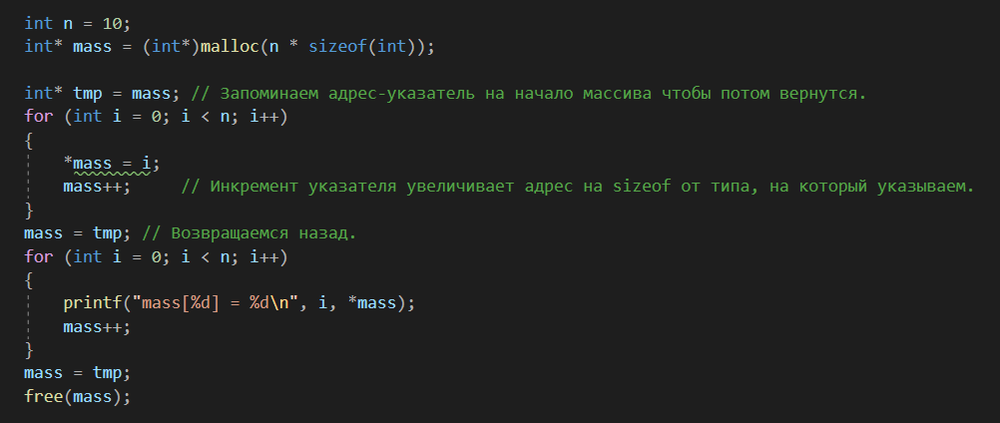 int n = 10;
int* mass = (int*)malloc(n * sizeof(int));
int* tmp = mass; // Запоминаем адрес-указатель на начало массива чтобы потом вернутся.
for (int i = 0; i < n; i++)
{
*mass = i;
mass++; // Инкремент указателя увеличивает адрес на sizeof от типа, на который указываем.
}
mass = tmp; // Возвращаемся назад.
for (int i = 0; i < n; i++)
{
printf("mass[%d] = %d\n", i, *mass);
mass++;
}
mass = tmp;
free(mass);